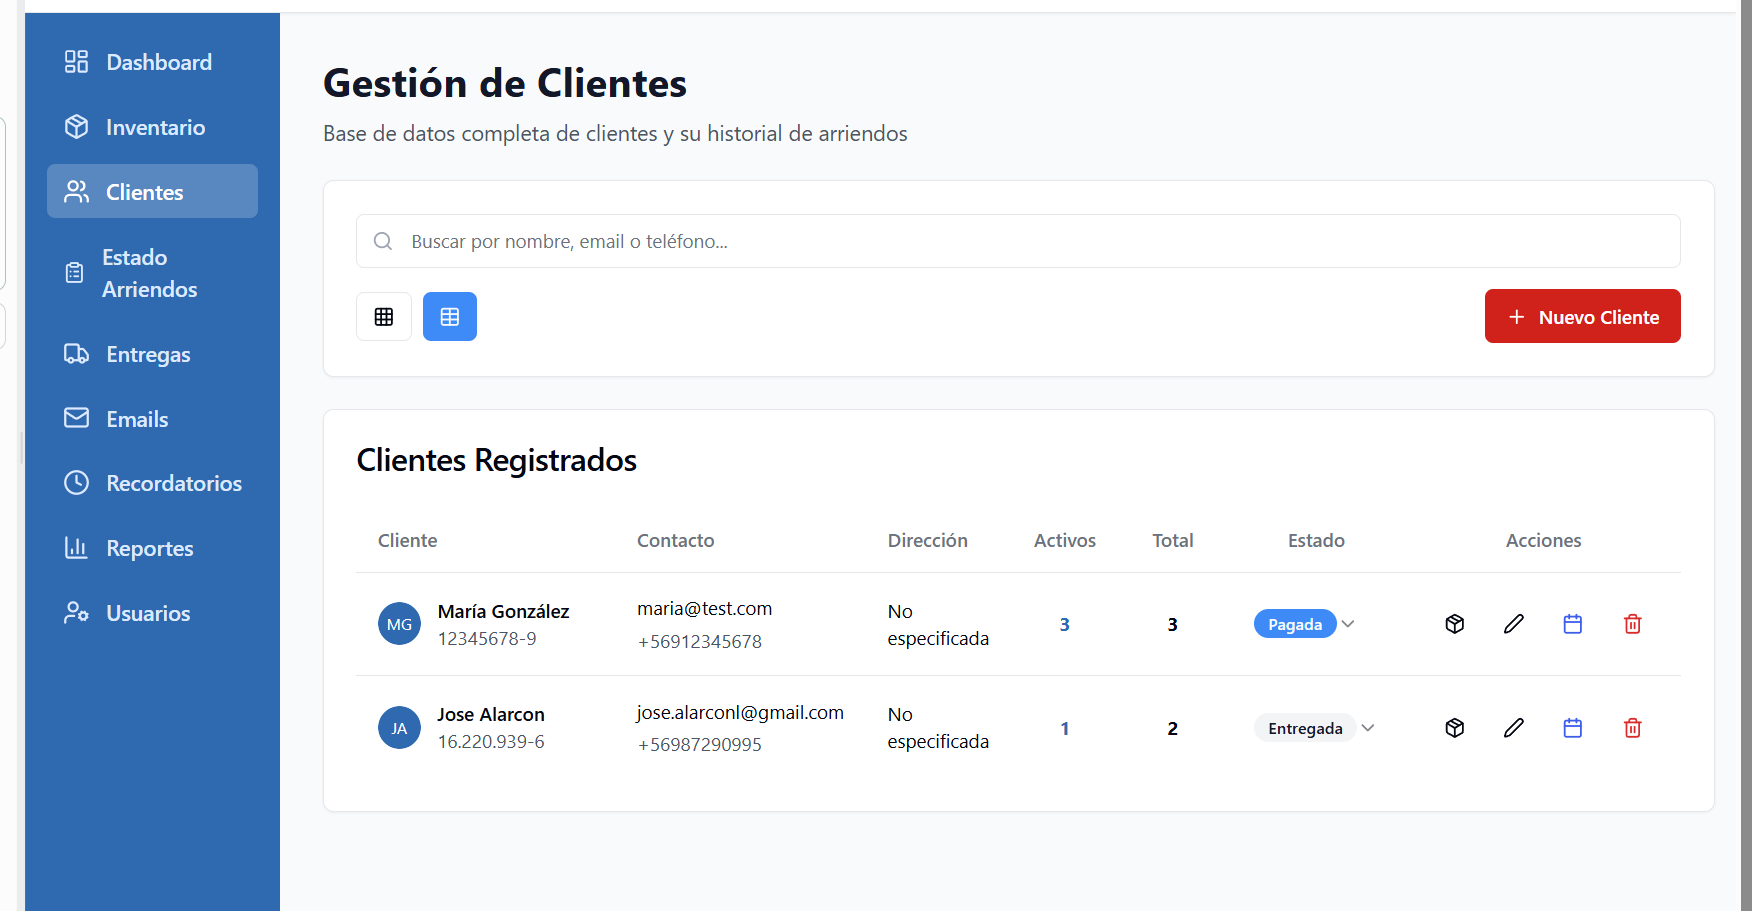 Dashboard
Inventario
Clientes
Estado
Arriendos
Entregas
Emails
Recordatorios
Reportes
Usuarios
Gestión de Clientes
Base de datos completa de clientes y su historial de arriendos
Buscar por nombre, email o teléfono...
Nuevo Cliente
Clientes Registrados
Cliente Contacto Dirección Activos Total Estado Acciones
MG María González 12345678-9 maria@test.com +56912345678 No especificada 3 3 Pagada
JA Jose Alarcon 16.220.939-6 jose.alarconl@gmail.com +56987290995 No especificada 1 2 Entregada